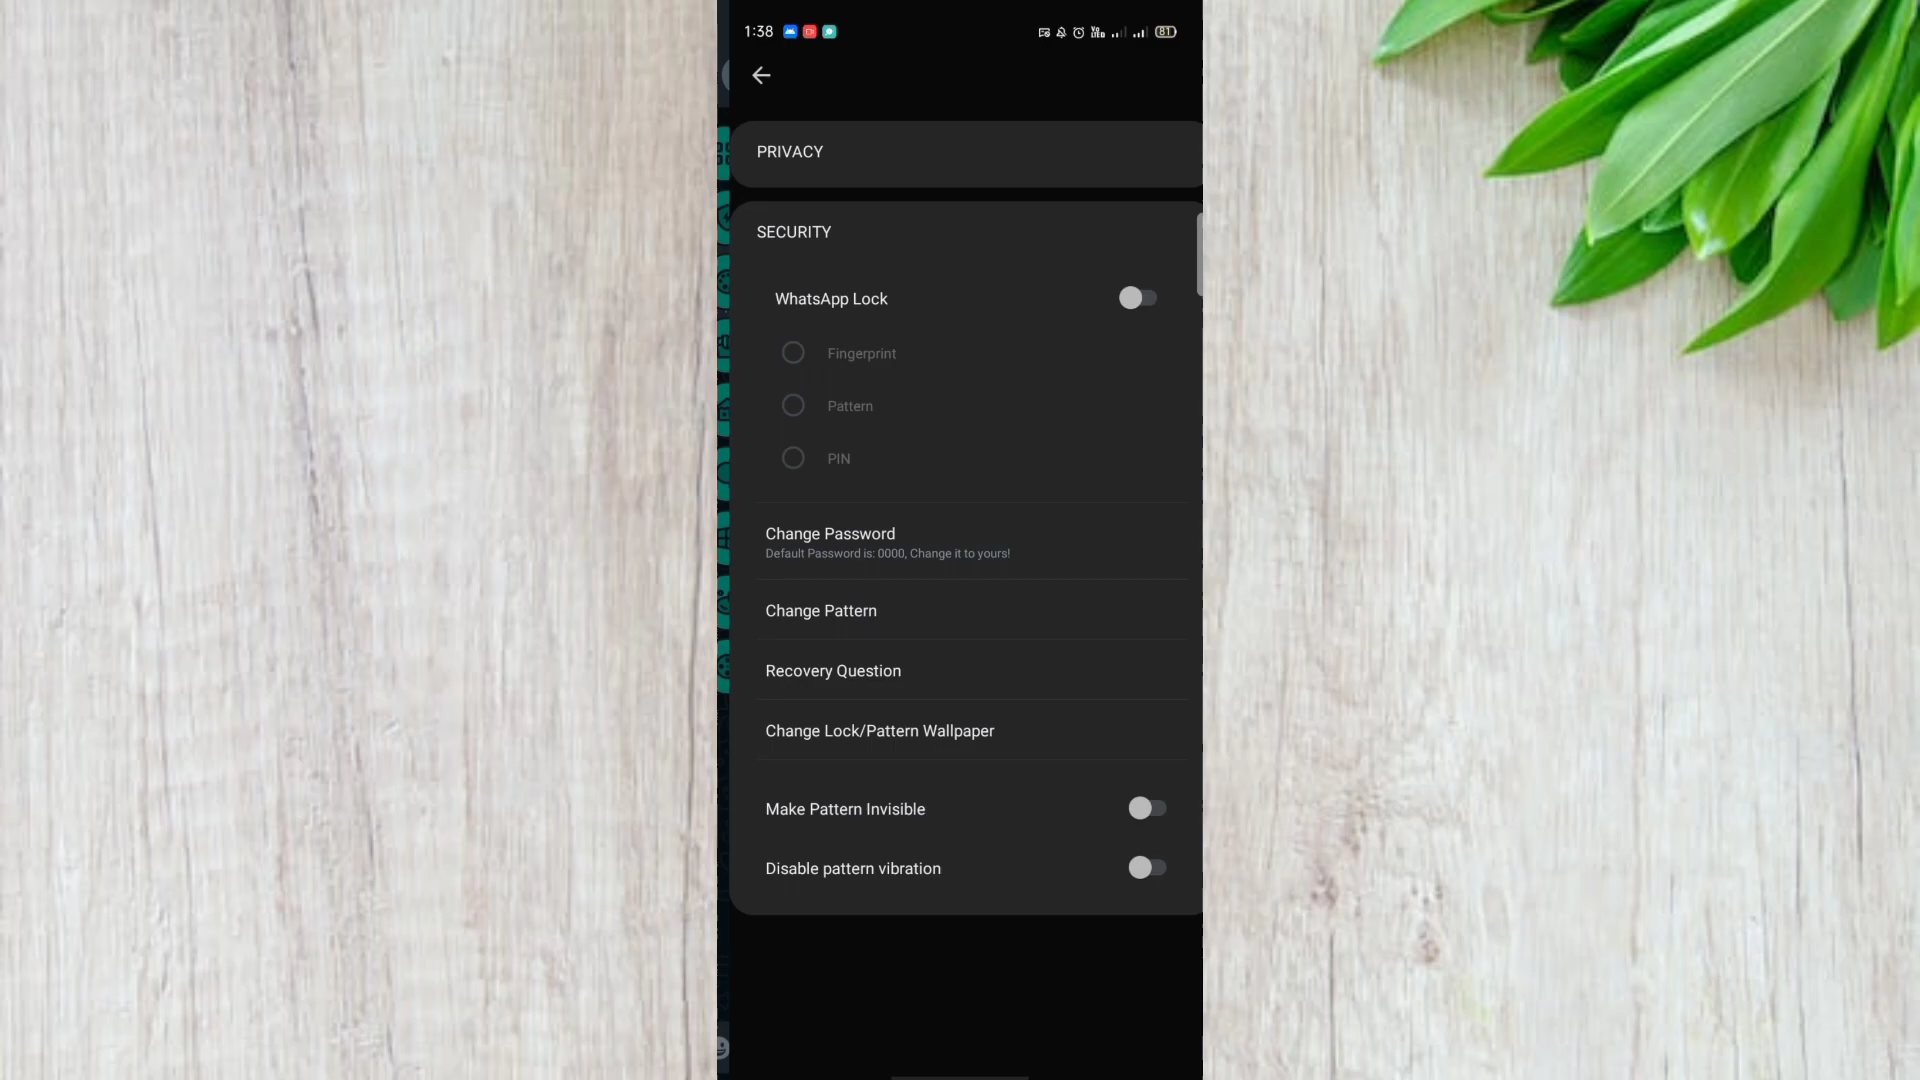 1:38
81
PRIVACY
SECURITY
WhatsApp Lock
Fingerprint
Pattern
PIN
Change Password
Default Password is: 0000, Change it to yours!
Change Pattern
Recovery Question
Change Lock/Pattern Wallpaper
Make Pattern Invisible
Disable pattern vibration